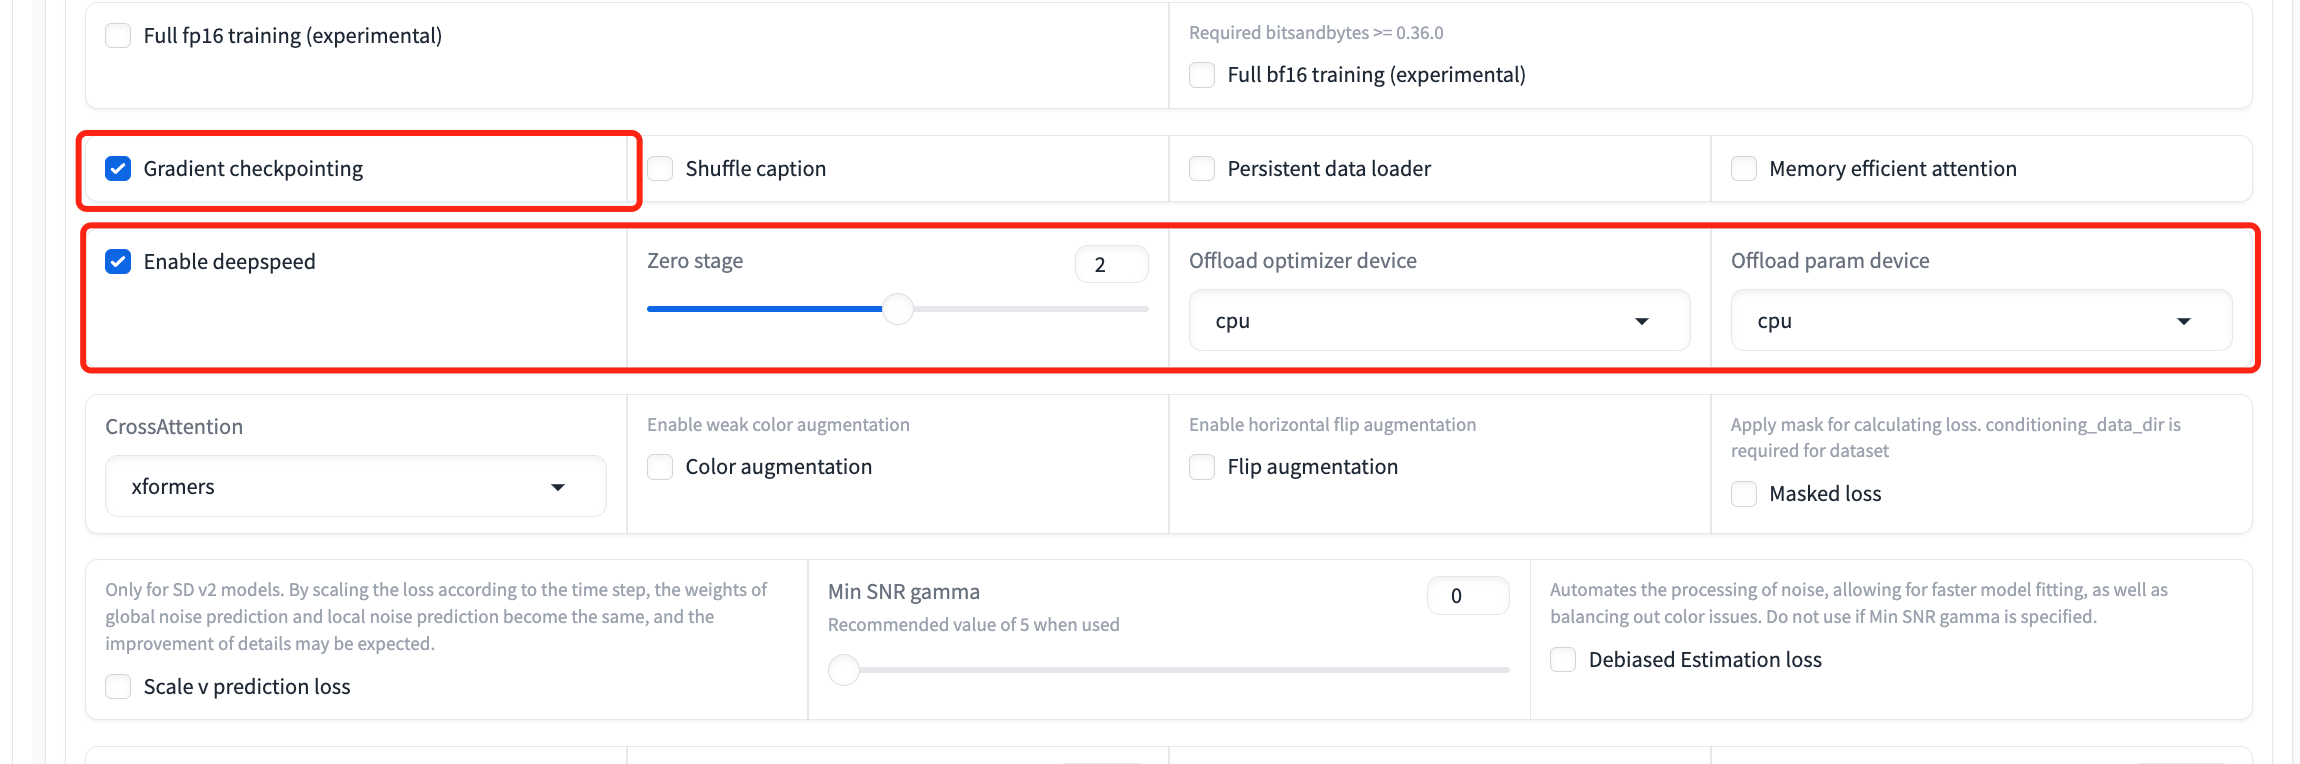 Full fp16 training (experimental)
Required bitsandbytes >= 0.36.0
Full bf16 training (experimental)
Gradient checkpointing
Shuffle caption
Persistent data loader
Memory efficient attention
Enable deepspeed
Zero stage
2
Offload optimizer device
cpu
Offload param device
cpu
CrossAttention
xformers
Enable weak color augmentation
Color augmentation
Enable horizontal flip augmentation
Flip augmentation
Apply mask for calculating loss. conditioning_data_dir is
required for dataset
Masked loss
Only for SD v2 models. By scaling the loss according to the time step, the weights of
global noise prediction and local noise prediction become the same, and the
improvement of details may be expected.
Scale v prediction loss
Min SNR gamma
0
Recommended value of 5 when used
Automates the processing of noise, allowing for faster model fitting, as well as
balancing out color issues. Do not use if Min SNR gamma is specified.
Debiased Estimation loss